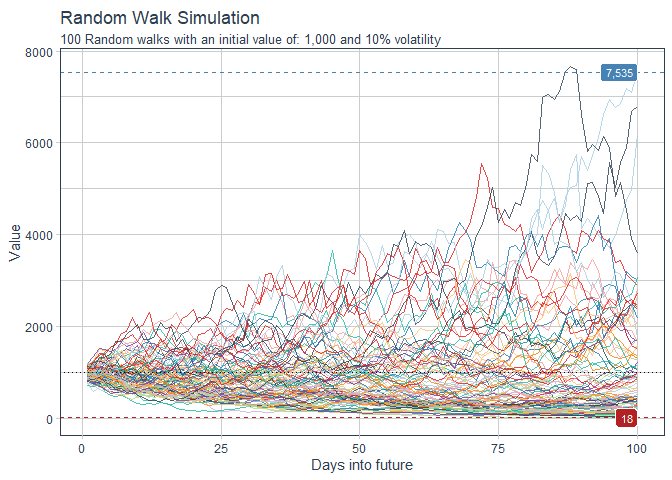 Random Walk Simulation
100 Random walks with an initial value of: 1,000 and 10% volatility
8000
7,535
6000
4000
Value
2000
0
18
0 25 50 75 100
Days into future